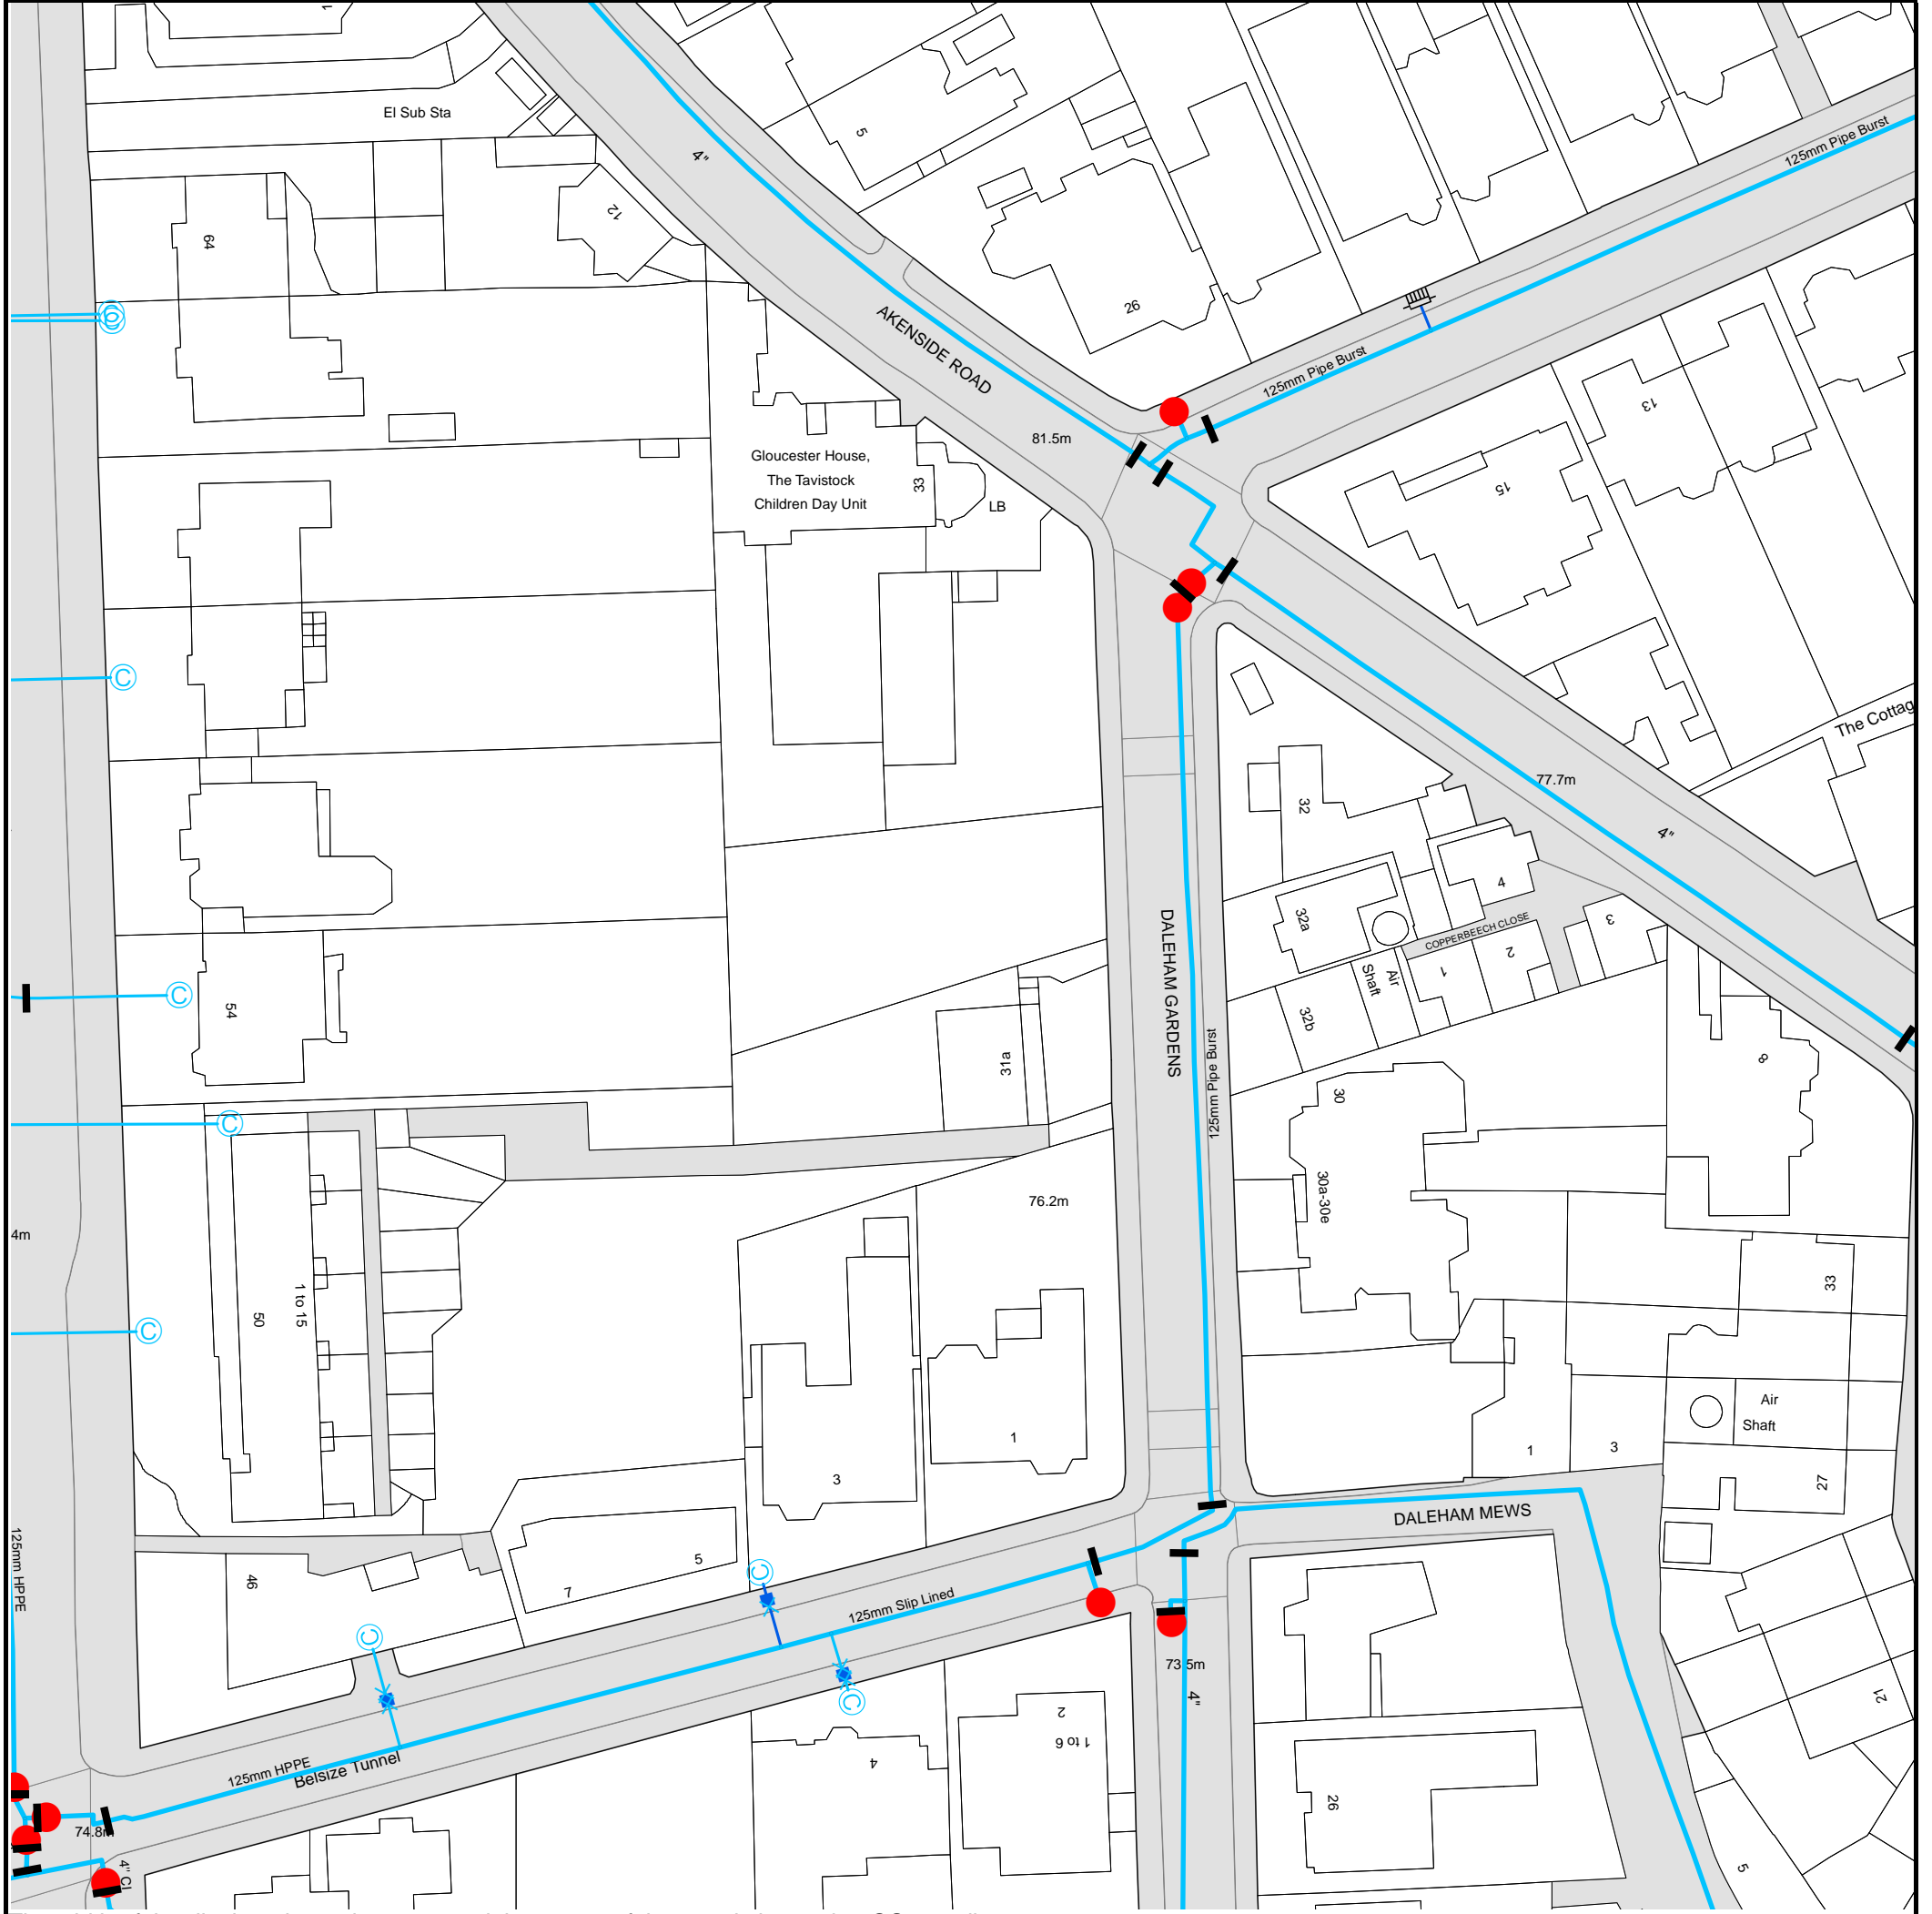 1
El Sub Sta
4"
5
125mm Pipe Burst
12
64
26
AKENSIDE ROAD
125mm Pipe Burst
13
81.5m
Gloucester House,
The Tavistock
Children Day Unit
33
LB
15
C
The Cottag
77.7m
32
4"
4
32a
COPPERBEECH CLOSE
3
2
1
Air
Shaft
DALEHAM GARDENS
C
54
32b
31a
125mm Pipe Burst
8
30
C
30a-30e
76.2m
4m
33
50
1 to 15
C
Air
Shaft
1
3
1
3
27
DALEHAM MEWS
125mm HPPE
46
5
7
C
125mm Slip Lined
C
73.5m
4"
C
21
2
1 to 6
4
125mm HPPE
Belsize Tunnel
26
74.8m
4" CI
5